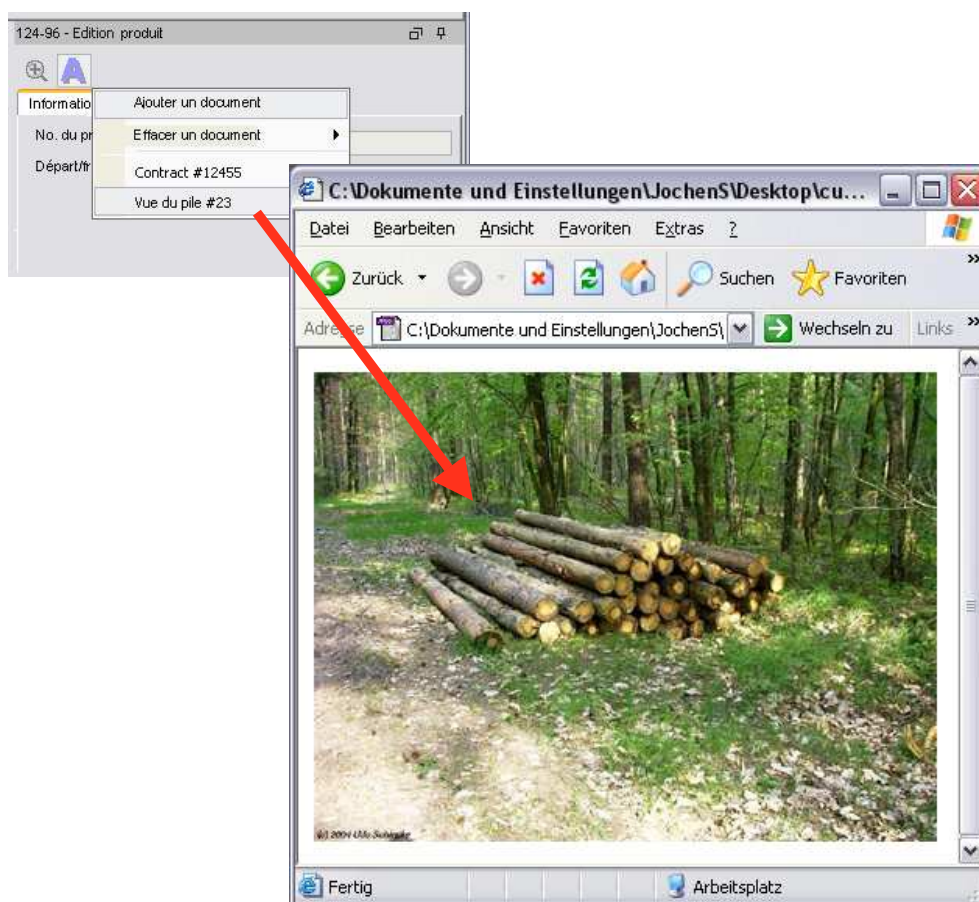 124-96 - Edition produit
A
Informatio
Ajouter un document
No. du pr
Effacer un document
Départ/fr
Contract #12455
Vue du pile #23
C:\Dokumente und Einstellungen\JochenS\Desktop\cu...
Datei Bearbeiten Ansicht Favoriten Extras ?
Zurück Suchen Favoriten »
Adresse C:\Dokumente und Einstellungen\JochenS\ Wechseln zu Links »
(c) 2004 Udo
Fertig Arbeitsplatz